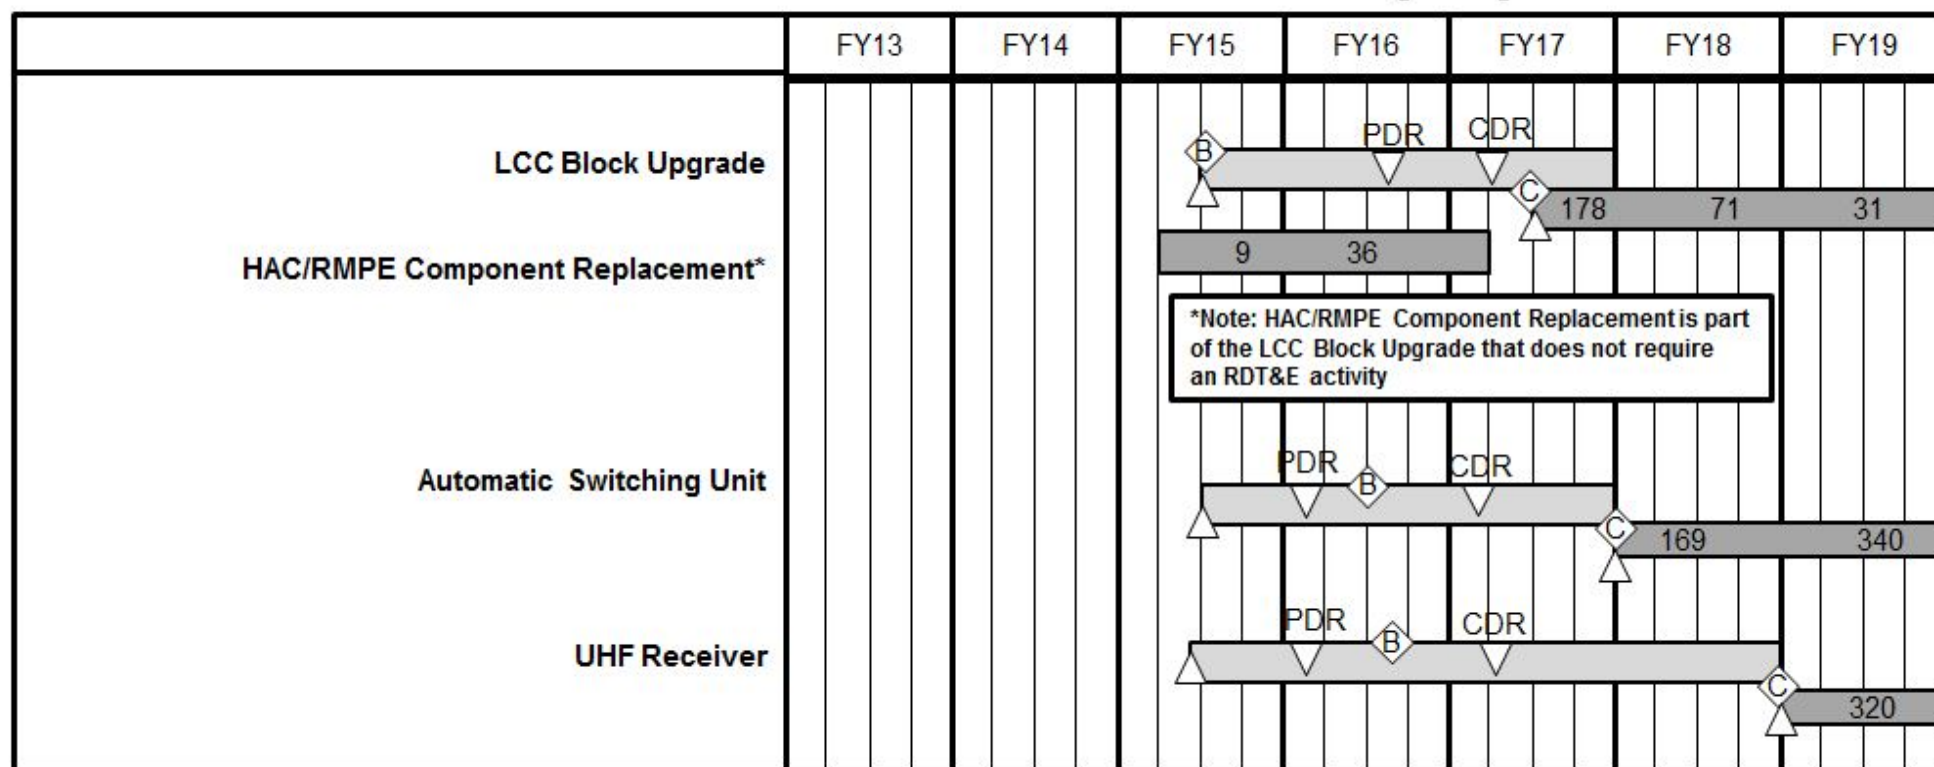 FY13 FY14 FY15 FY16 FY17 FY18 FY19
PDR CDR
B
LCC Block Upgrade
C
178 71 31
HAC/RMPE Component Replacement*
9 36
*Note: HAC/RMPE Component Replacement is part
of the LCC Block Upgrade that does not require
an RDT&E activity
PDR CDR
Automatic Switching Unit
B
C
169 340
PDR CDR
B
UHF Receiver
C
320